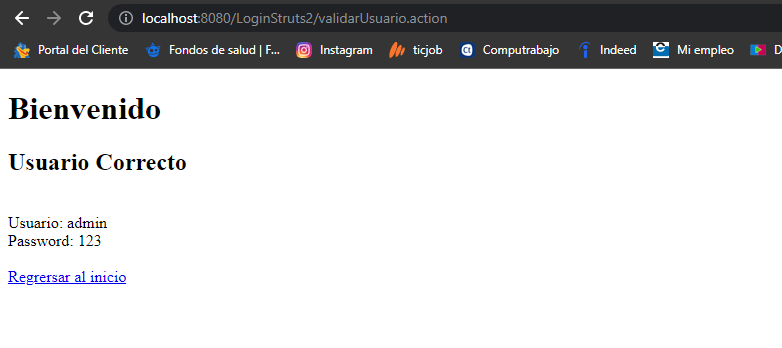 localhost:8080/LoginStruts2/validarUsuario.action
Portal del Cliente Fondos de salud | F... Instagram ticjob Computrabajo Indeed Mi empleo D
Bienvenido
Usuario Correcto
Usuario: admin
Password: 123
Regrersar al inicio